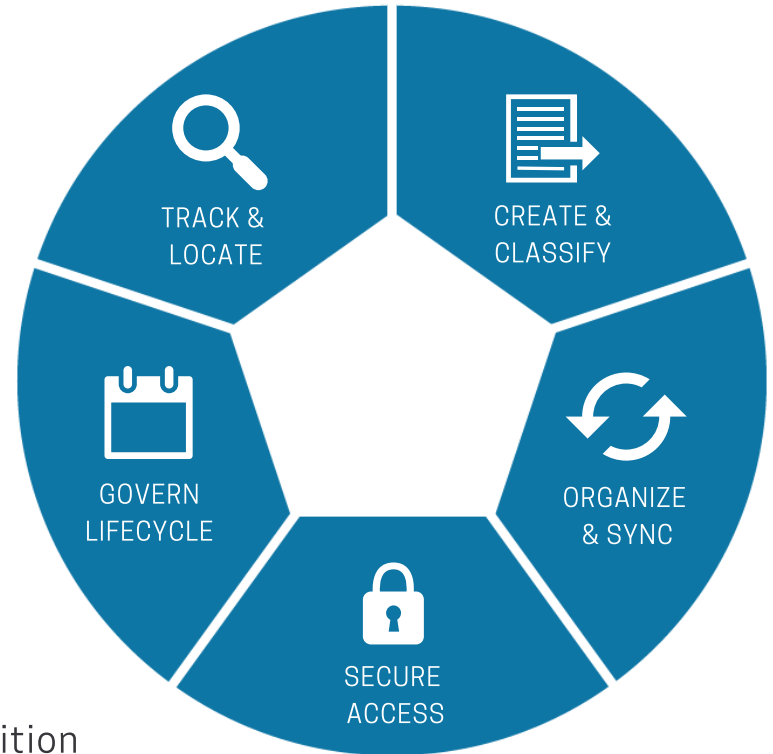 TRACK &
LOCATE
CREATE &
CLASSIFY
GOVERN
LIFECYCLE
ORGANIZE
& SYNC
SECURE
ACCESS
ition